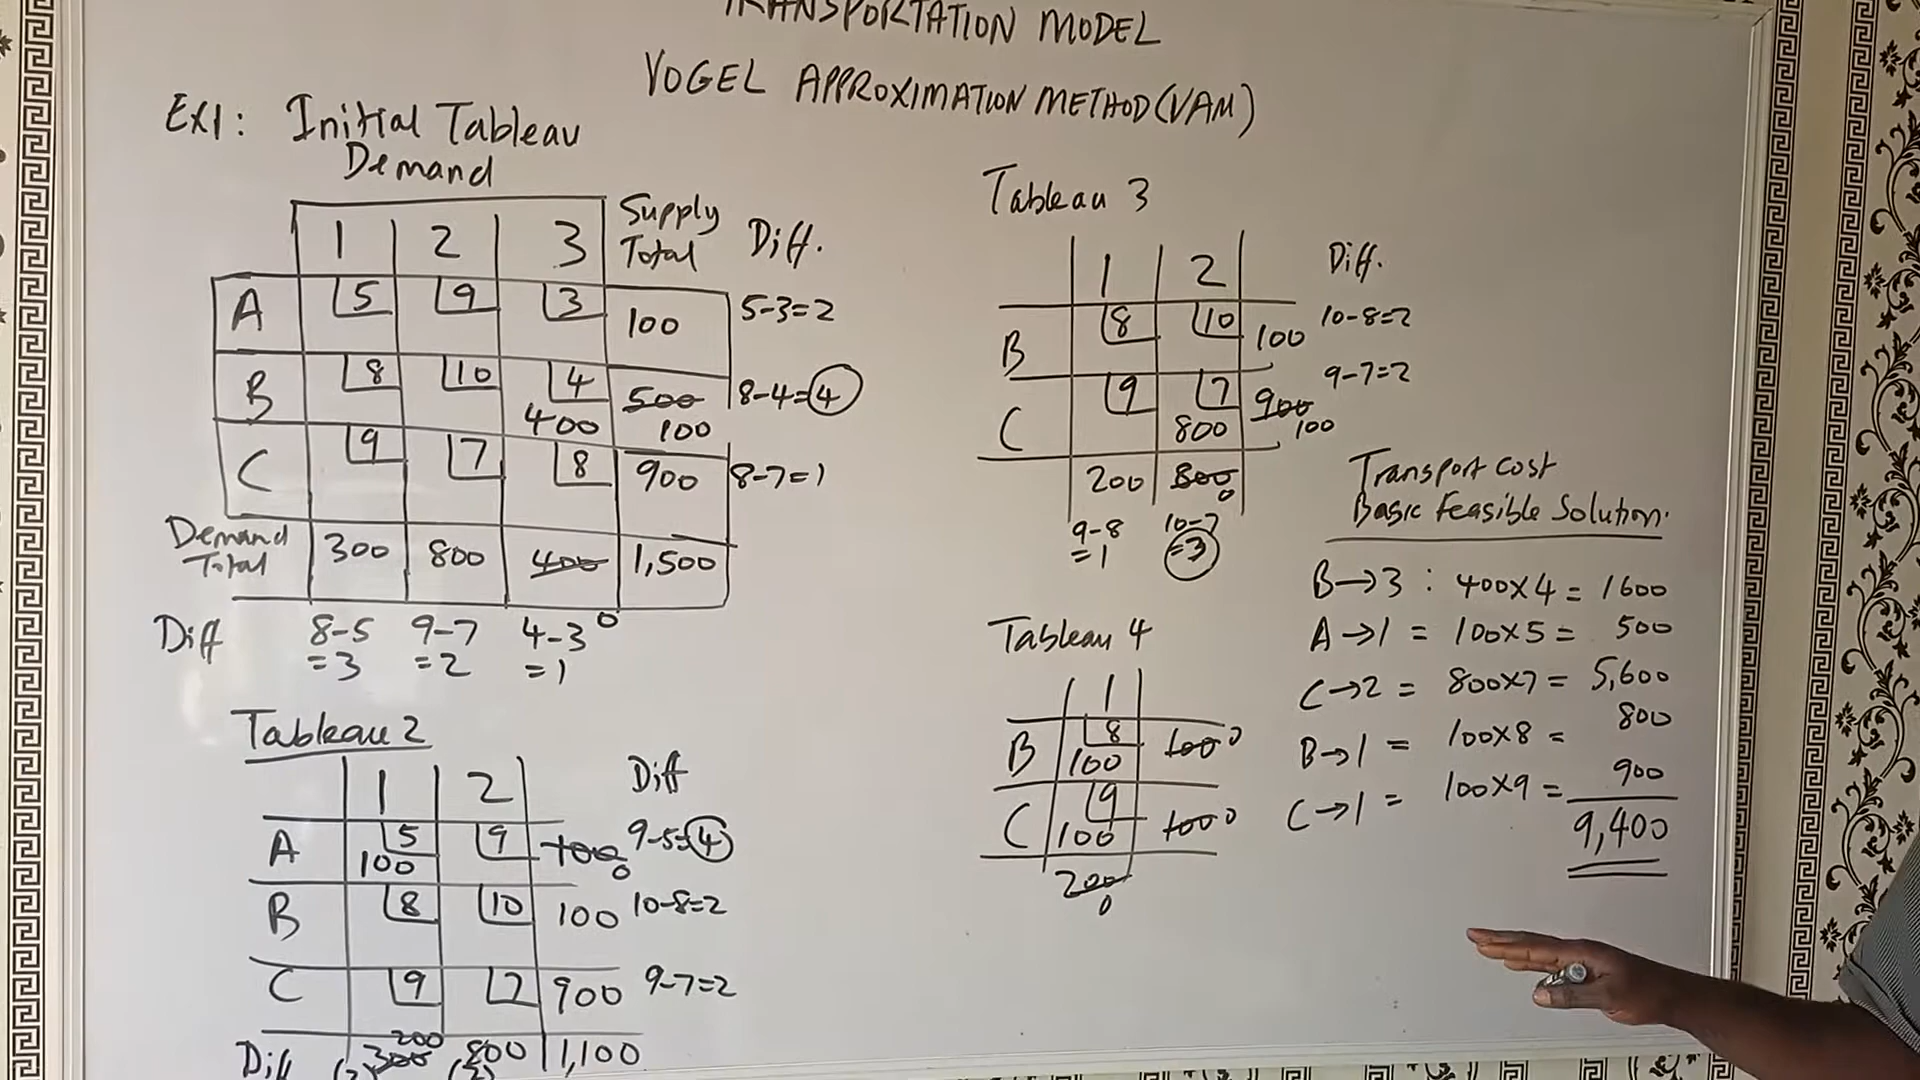 TRANSPORTATION MODEL
VOGEL APPROXIMATION METHOD (VAM)
EX1: Initial Tableau
Demand
1 2 3 Supply Total Diff.
A 5 9 3 100 5-3=2
B 8 10 4 500 8-4=4
400 100
C 9 7 8 900 8-7=1
Demand Total 300 800 400 1,500
0
Diff 8-5 9-7 4-3
=3 =2 =1
Tableau 2
1 2 Diff
A 5 9 100 9-5=4
100 0
B 8 10 100 10-8=2
C 9 7 900 9-7=2
200
Diff 300 800 1,100
Tableau 3
1 2 Diff.
B 8 10 100 10-8=2
C 9 7 900 9-7=2
800 100
200 800
0
9-8 10-7
=1 =3
Tableau 4
1
B 8
100 100 0
C 9
100 100 0
200
0
Transport Cost
Basic Feasible Solution.
B→3 : 400×4 = 1600
A→1 = 100×5 = 500
C→2 = 800×7 = 5,600
B→1 = 100×8 = 800
C→1 = 100×9 = 900
9,400